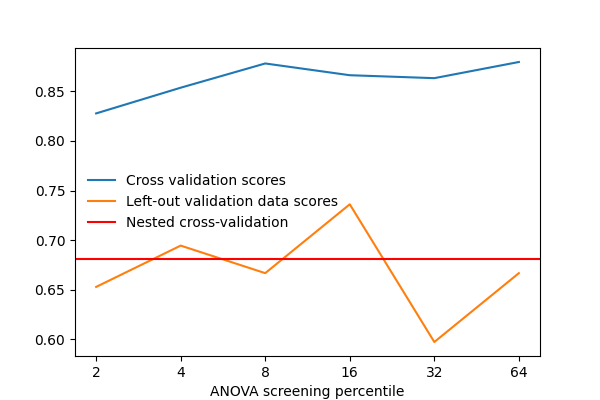 0.85
0.80
0.75
0.70
0.65
0.60
Cross validation scores
Left-out validation data scores
Nested cross-validation
2 4 8 16 32 64
ANOVA screening percentile